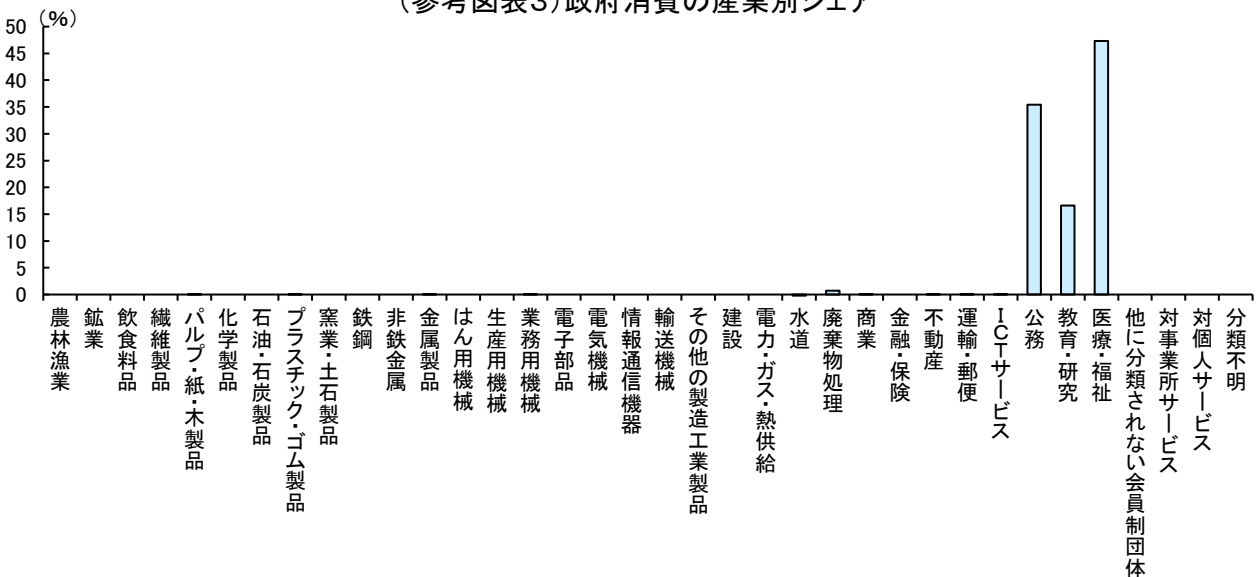 (参考図表3)政府消費の産業別シェア
(%)
50
45
40
35
30
25
20
15
10
5
0
農林漁業
鉱業
飲食料品
繊維製品
パルプ・紙・木製品
化学製品
石油・石炭製品
プラスチック・ゴム製品
窯業・土石製品
鉄鋼
非鉄金属
金属製品
はん用機械
生産用機械
業務用機械
電子部品
電気機械
情報通信機器
輸送機械
その他の製造工業製品
建設
電力・ガス・熱供給
水道
廃棄物処理
商業
金融・保険
不動産
運輸・郵便
ICTサービス
公務
教育・研究
医療・福祉
他に分類されない会員制団体
対事業所サービス
対個人サービス
分類不明